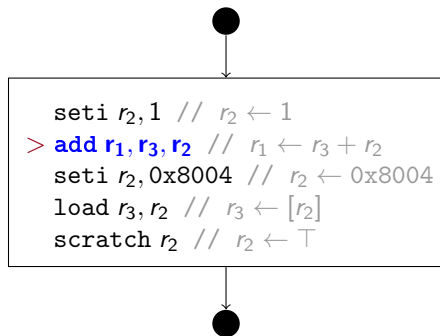 seti r₂, 1 // r₂ ← 1
> add r₁, r₃, r₂ // r₁ ← r₃ + r₂
seti r₂, 0x8004 // r₂ ← 0x8004
load r₃, r₂ // r₃ ← [r₂]
scratch r₂ // r₂ ← ⊤